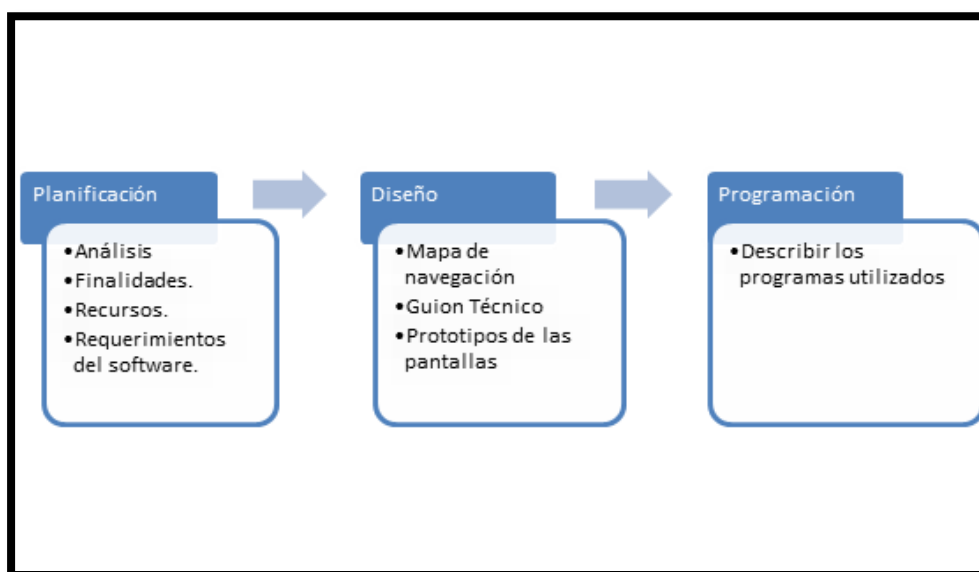 Planificación
•Análisis
•Finalidades.
•Recursos.
•Requerimientos
del software.
Diseño
•Mapa de
navegación
•Guion Técnico
•Prototipos de las
pantallas
Programación
•Describir los
programas utilizados